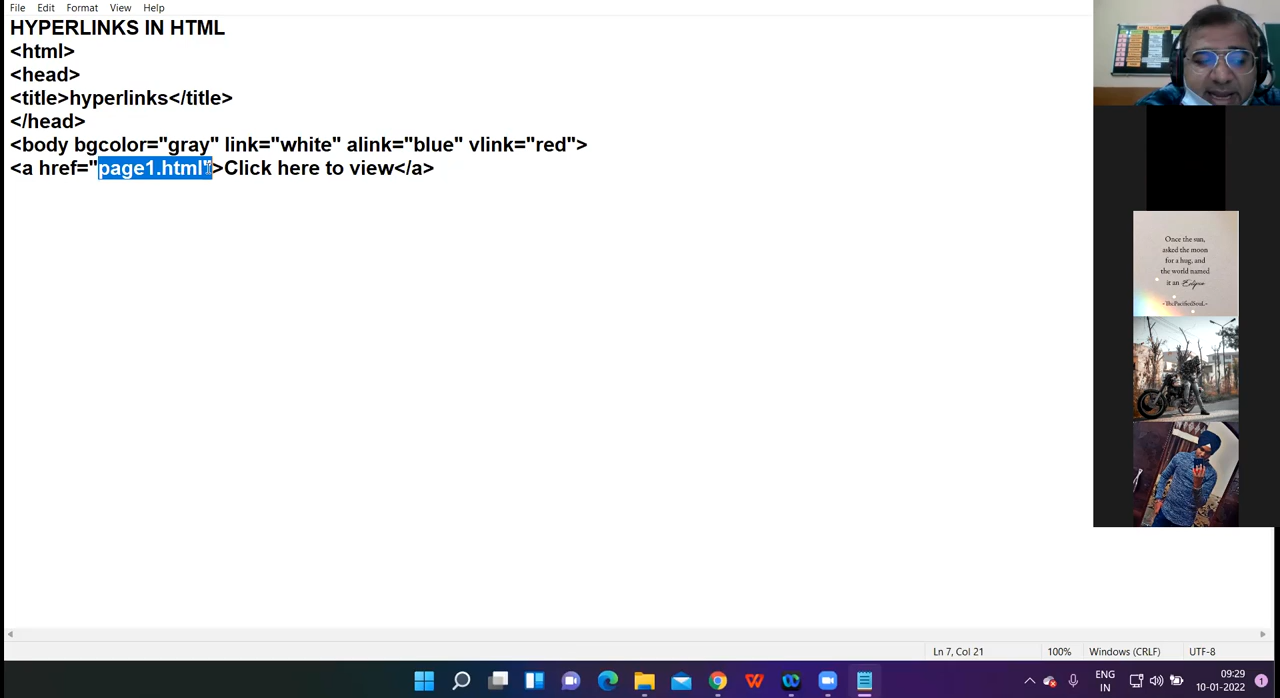 File Edit Format View Help
HYPERLINKS IN HTML
<html>
<head>
<title>hyperlinks</title>
</head>
<body bgcolor="gray" link="white" alink="blue" vlink="red">
<a href="page1.html">Click here to view</a>
Once the sun,
asked the moon
for a hug, and
the world named
it an Eclipse
Ln 7, Col 21
100%
Windows (CRLF)
UTF-8
ENG
IN
09:29
10-01-2022
1